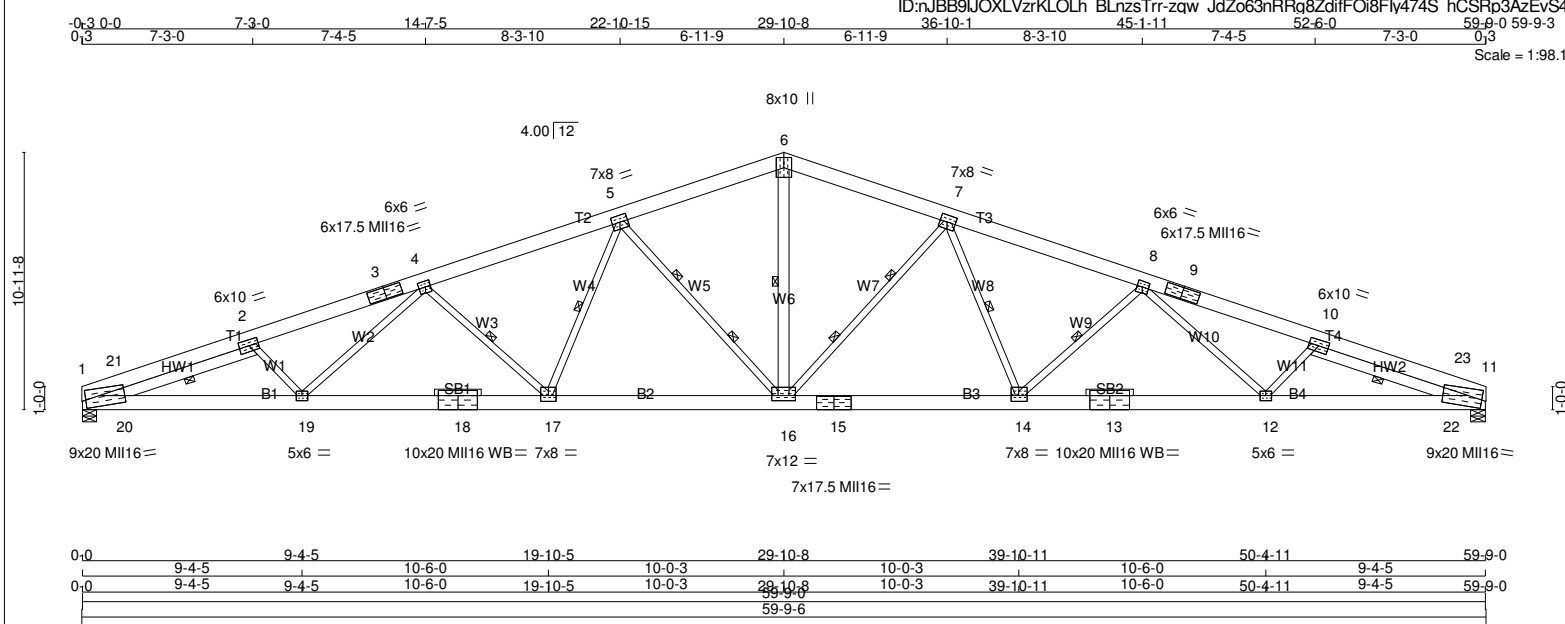 ID:nJBB9IJOXLVzrKLOLh_BLnzsTrr-zqw_JdZo63nRRg8ZdifFOi8Fly474S_hCSRp3AzEvS4
-0-3 0-0 7-3-0 14-7-5 22-10-15 29-10-8 36-10-1 45-1-11 52-6-0 59-9-0 59-9-3
0-3 7-3-0 7-4-5 8-3-10 6-11-9 6-11-9 8-3-10 7-4-5 7-3-0 0-3
Scale = 1:98.1
8x10
4.00 12
6
7x8 7x8
5 7
6x6 T2 T3 6x6
6x17.5 MII16 6x17.5 MII16
4 8
3 9
10-11-8
W4 W5 W6 W7 W8
6x10 6x10
2 10
W3 W9
T1 W2 W10 T4
1 21 HW1 W1 W11 HW2 23 11
1-0-0 B1 SB1 B2 B3 SB2 B4 1-0-0
20 19 18 17 16 15 14 13 12 22
9x20 MII16 5x6 10x20 MII16 WB 7x8 7x12 7x8 10x20 MII16 WB 5x6 9x20 MII16
7x17.5 MII16
0-0 9-4-5 19-10-5 29-10-8 39-10-11 50-4-11 59-9-0
9-4-5 10-6-0 10-0-3 10-0-3 10-6-0 9-4-5
0-0 9-4-5 9-4-5 10-6-0 19-10-5 10-0-3 29-10-8 10-0-3 39-10-11 10-6-0 50-4-11 9-4-5 59-9-0
59-9-0
59-9-6